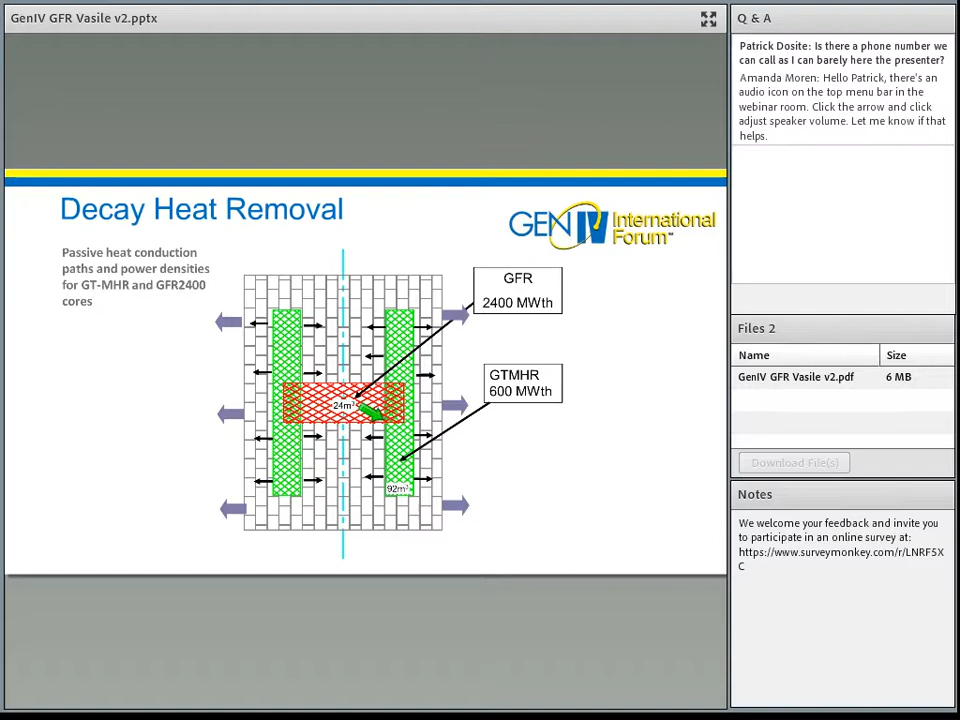 GenIV GFR Vasile v2.pptx
Decay Heat Removal
GEN IV International Forum™
Passive heat conduction
paths and power densities
for GT-MHR and GFR2400
cores
GFR
2400 MWth
GTMHR
600 MWth
24m³
92m³
Q & A
Patrick Dosite: Is there a phone number we
can call as I can barely here the presenter?
Amanda Moren: Hello Patrick, there's an
audio icon on the top menu bar in the
webinar room. Click the arrow and click
adjust speaker volume. Let me know if that
helps.
Files 2
Name Size
GenIV GFR Vasile v2.pdf 6 MB
Download File(s)
Notes
We welcome your feedback and invite you
to participate in an online survey at:
https://www.surveymonkey.com/r/LNRF5X
C